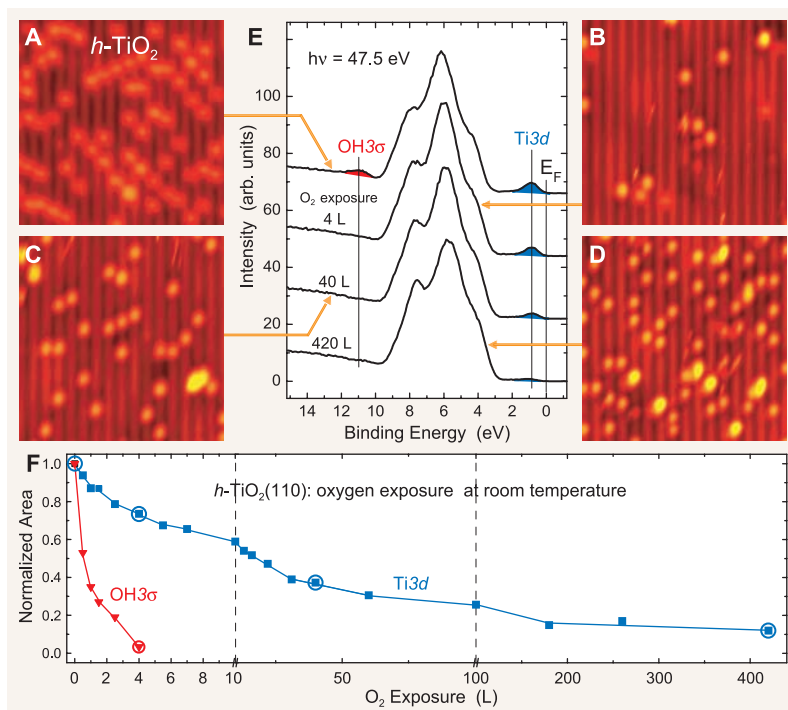 A
h-TiO2
E
hν = 47.5 eV
B
OH3σ
Ti3d
EF
O2 exposure
4 L
40 L
420 L
C
D
Intensity (arb. units)
120
100
80
60
40
20
0
14 12 10 8 6 4 2 0
Binding Energy (eV)
F
h-TiO2(110): oxygen exposure at room temperature
OH3σ
Ti3d
Normalized Area
1.0
0.8
0.6
0.4
0.2
0.0
0 2 4 6 8 10 50 100 200 300 400
O2 Exposure (L)